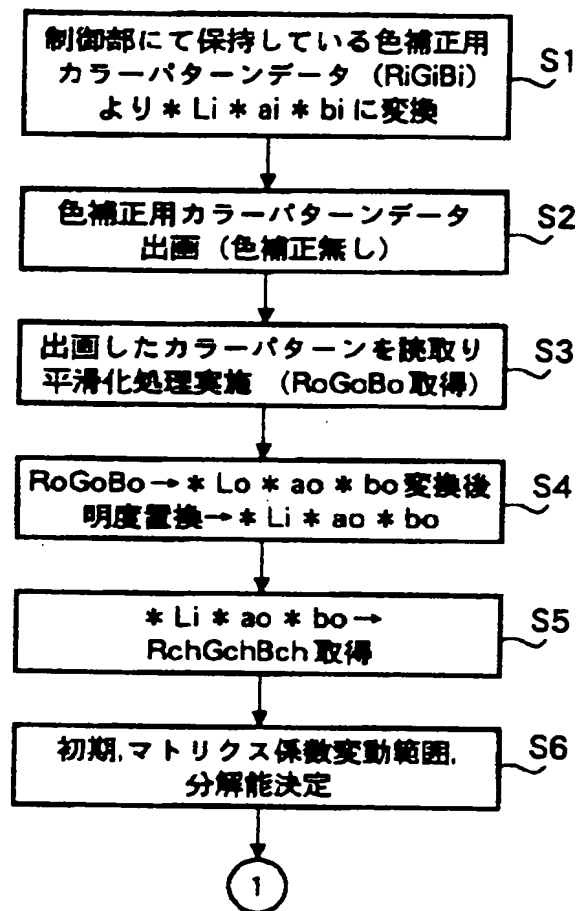 制御部にて保持している色補正用
カラーパターンデータ (RiGiBi)
より＊Li＊ai＊biに変換
S1
色補正用カラーパターンデータ
出画（色補正無し）
S2
出画したカラーパターンを読取り
平滑化処理実施 (RoGoBo取得)
S3
RoGoBo→＊Lo＊ao＊bo変換後
明度置換→＊Li＊ao＊bo
S4
＊Li＊ao＊bo→
RchGchBch取得
S5
初期,マトリクス係数変動範囲,
分解能決定
S6
1